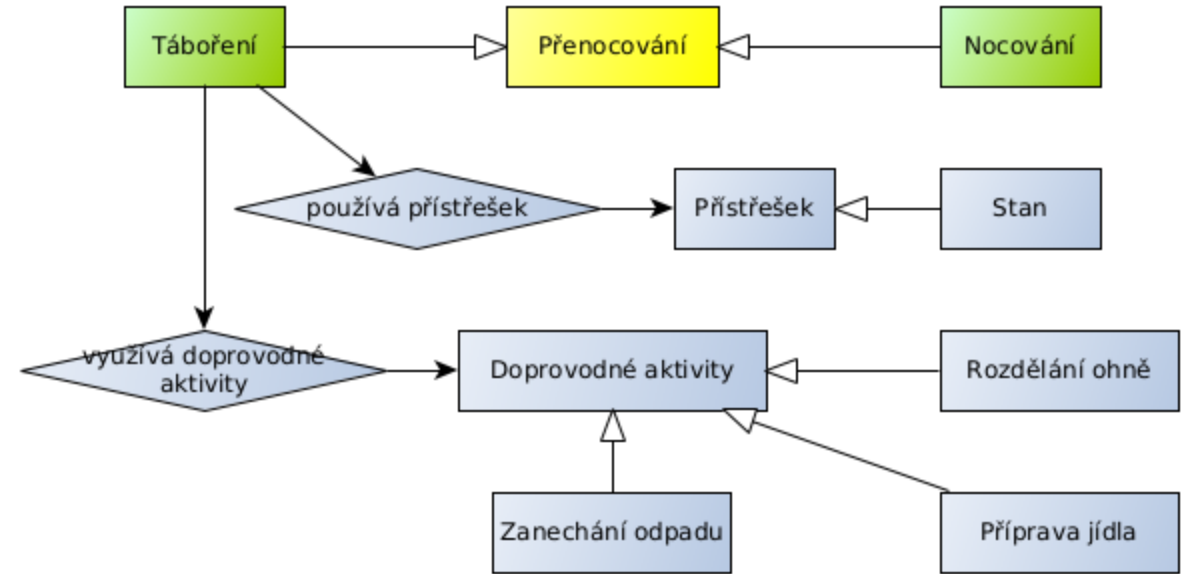 Táboření
Přenocování
Nocování
používá přístřešek
Přístřešek
Stan
využívá doprovodné
aktivity
Doprovodné aktivity
Rozdělání ohně
Zanechání odpadu
Příprava jídla